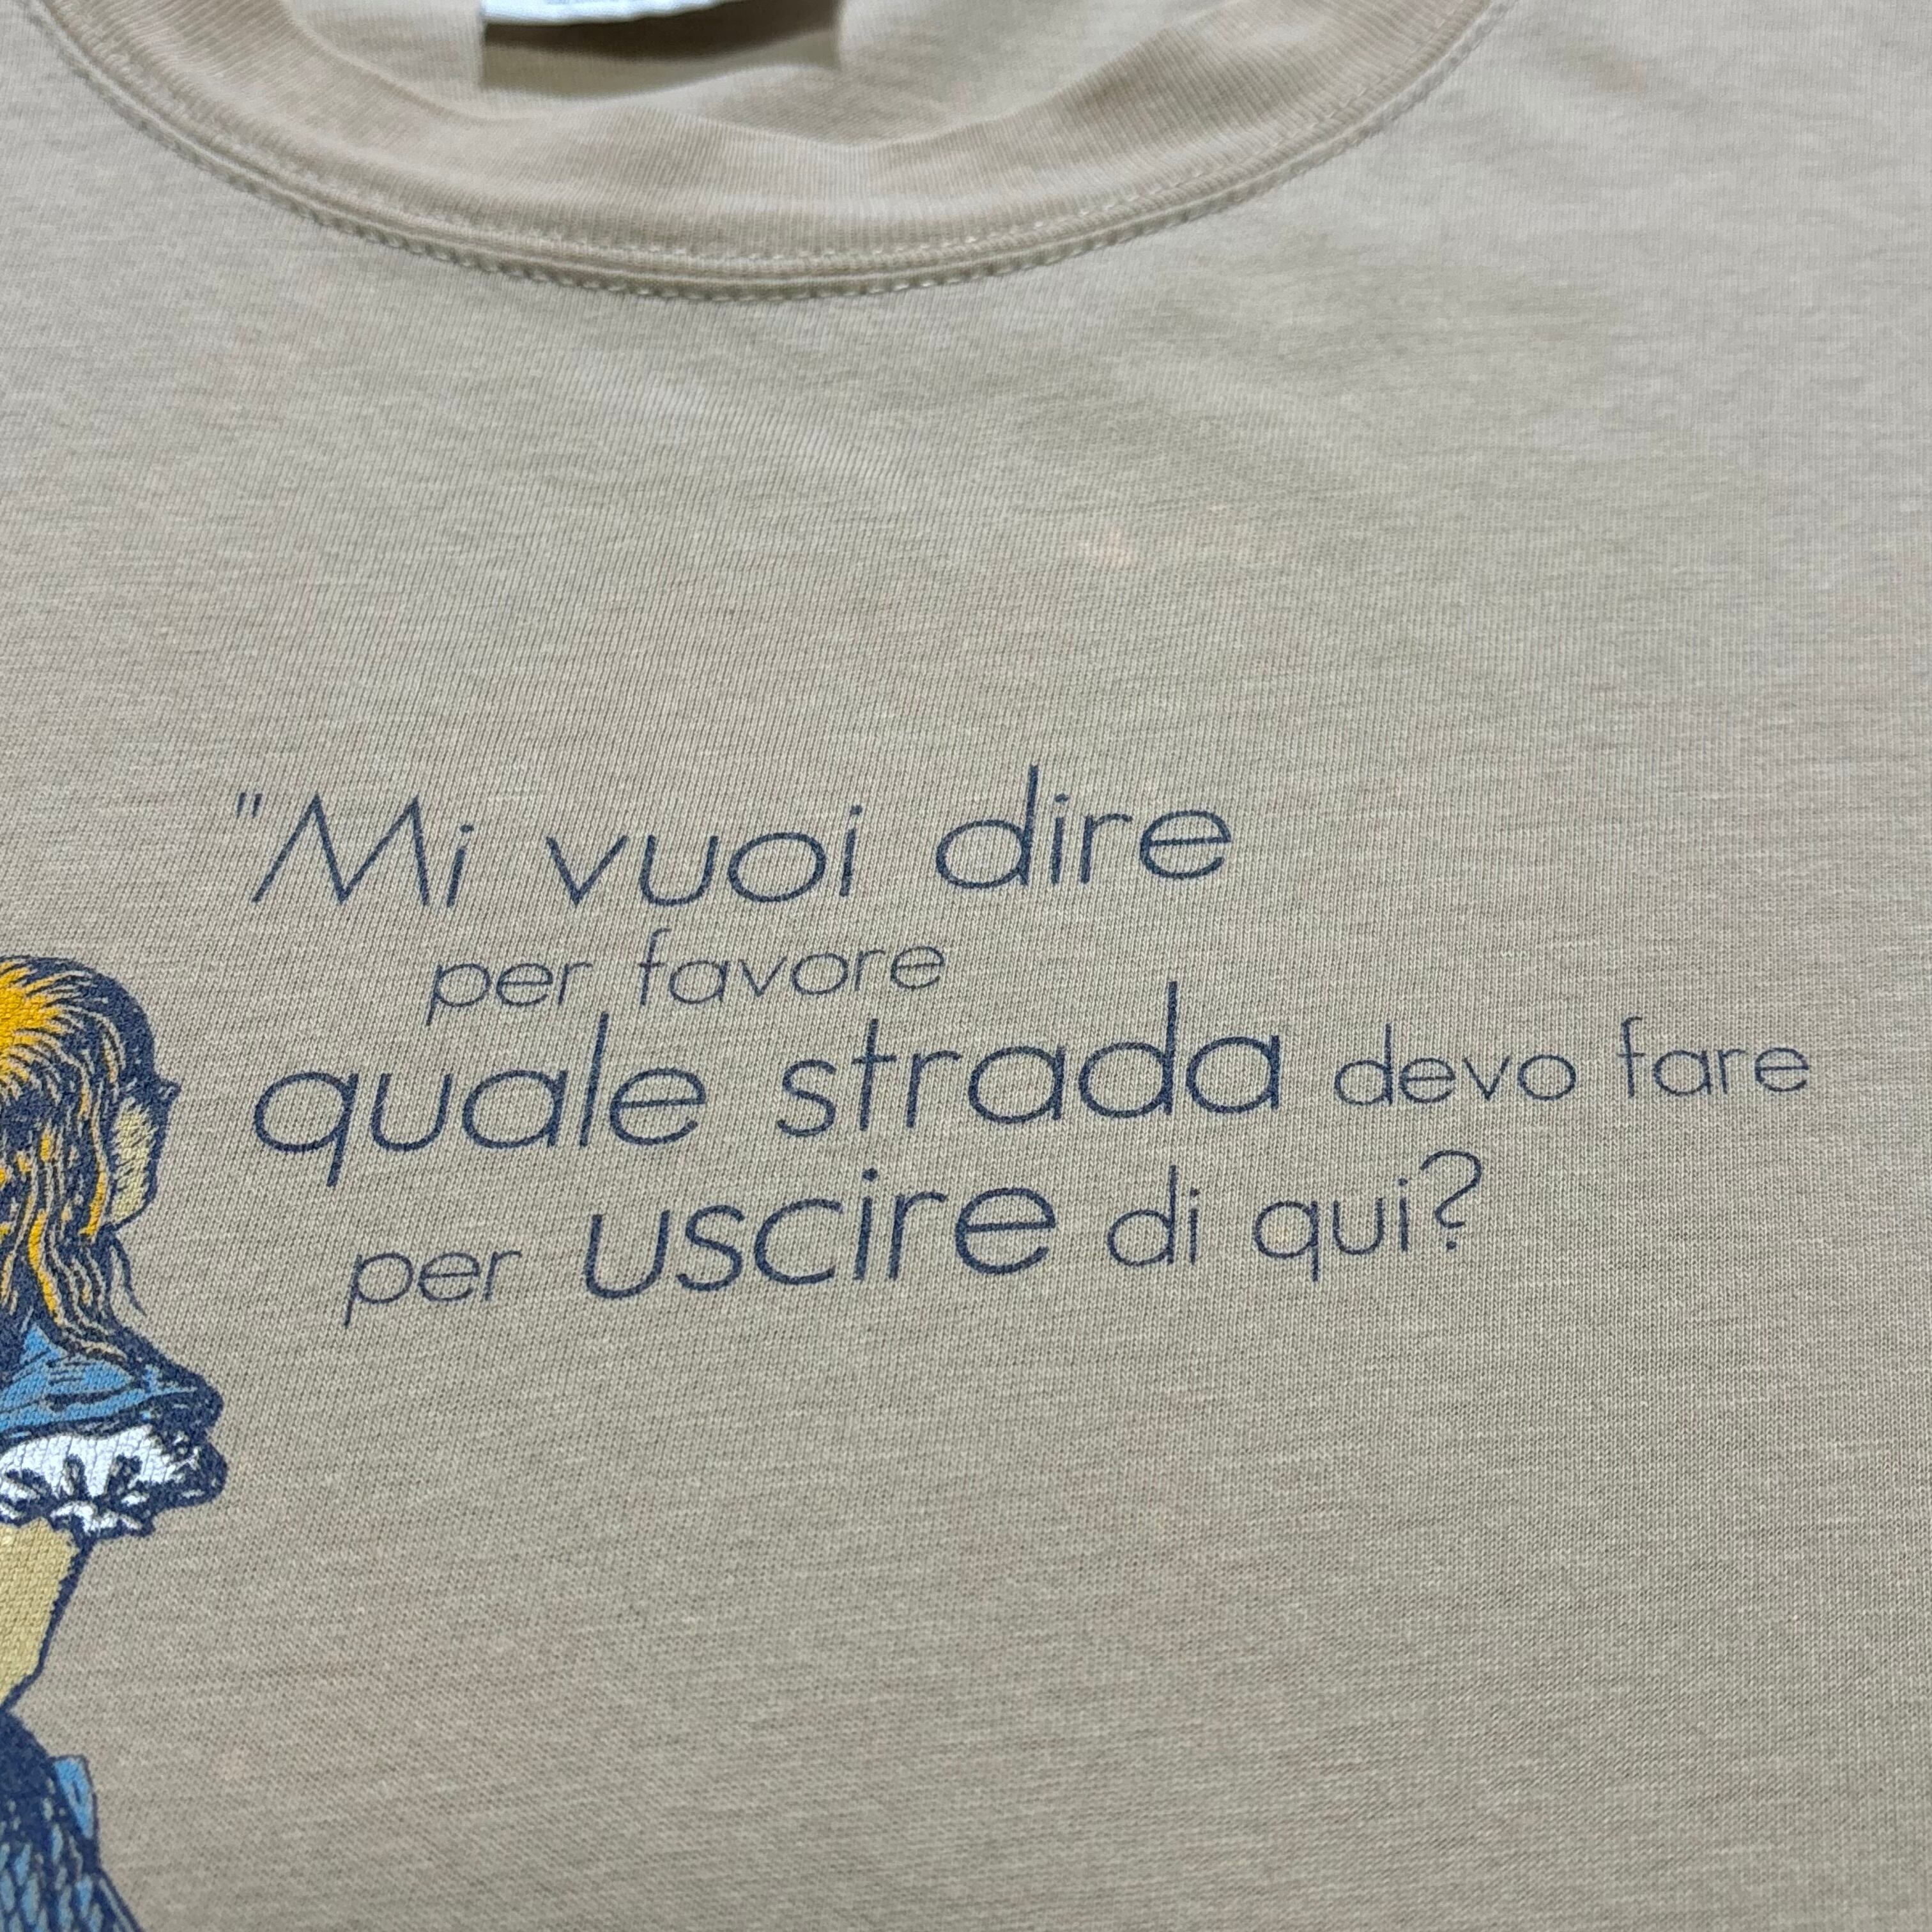 "Mi vuoi dire
per favore
quale strada devo fare
per uscire di qui?